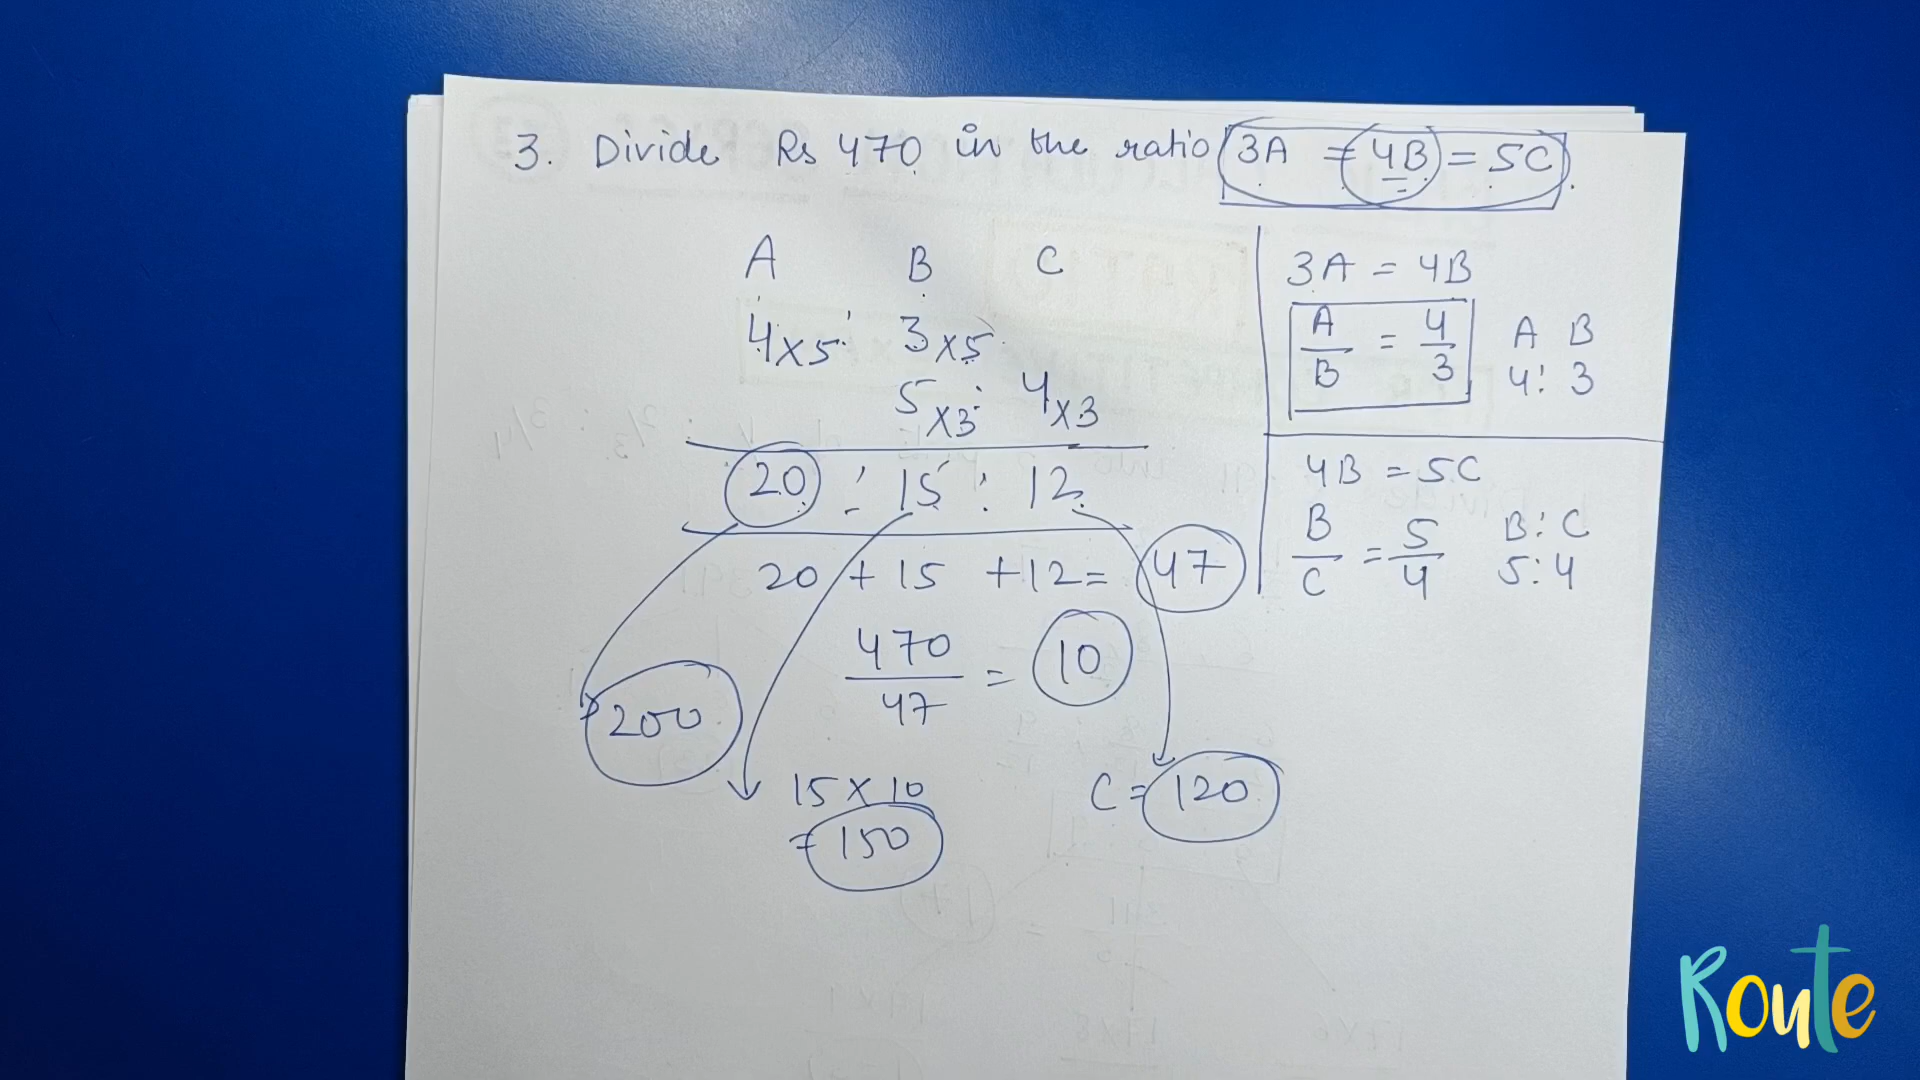 3. Divide Rs 470 in the ratio 3A = 4B = 5C.
A B C
4x5 : 3x5
5x3 : 4x3
20 : 15 : 12
20 + 15 + 12 = 47
470/47 = 10
200
15 x 10
= 150
C = 120
3A = 4B
A/B = 4/3
A B
4 : 3
4B = 5C
B/C = 5/4
B : C
5 : 4
Route